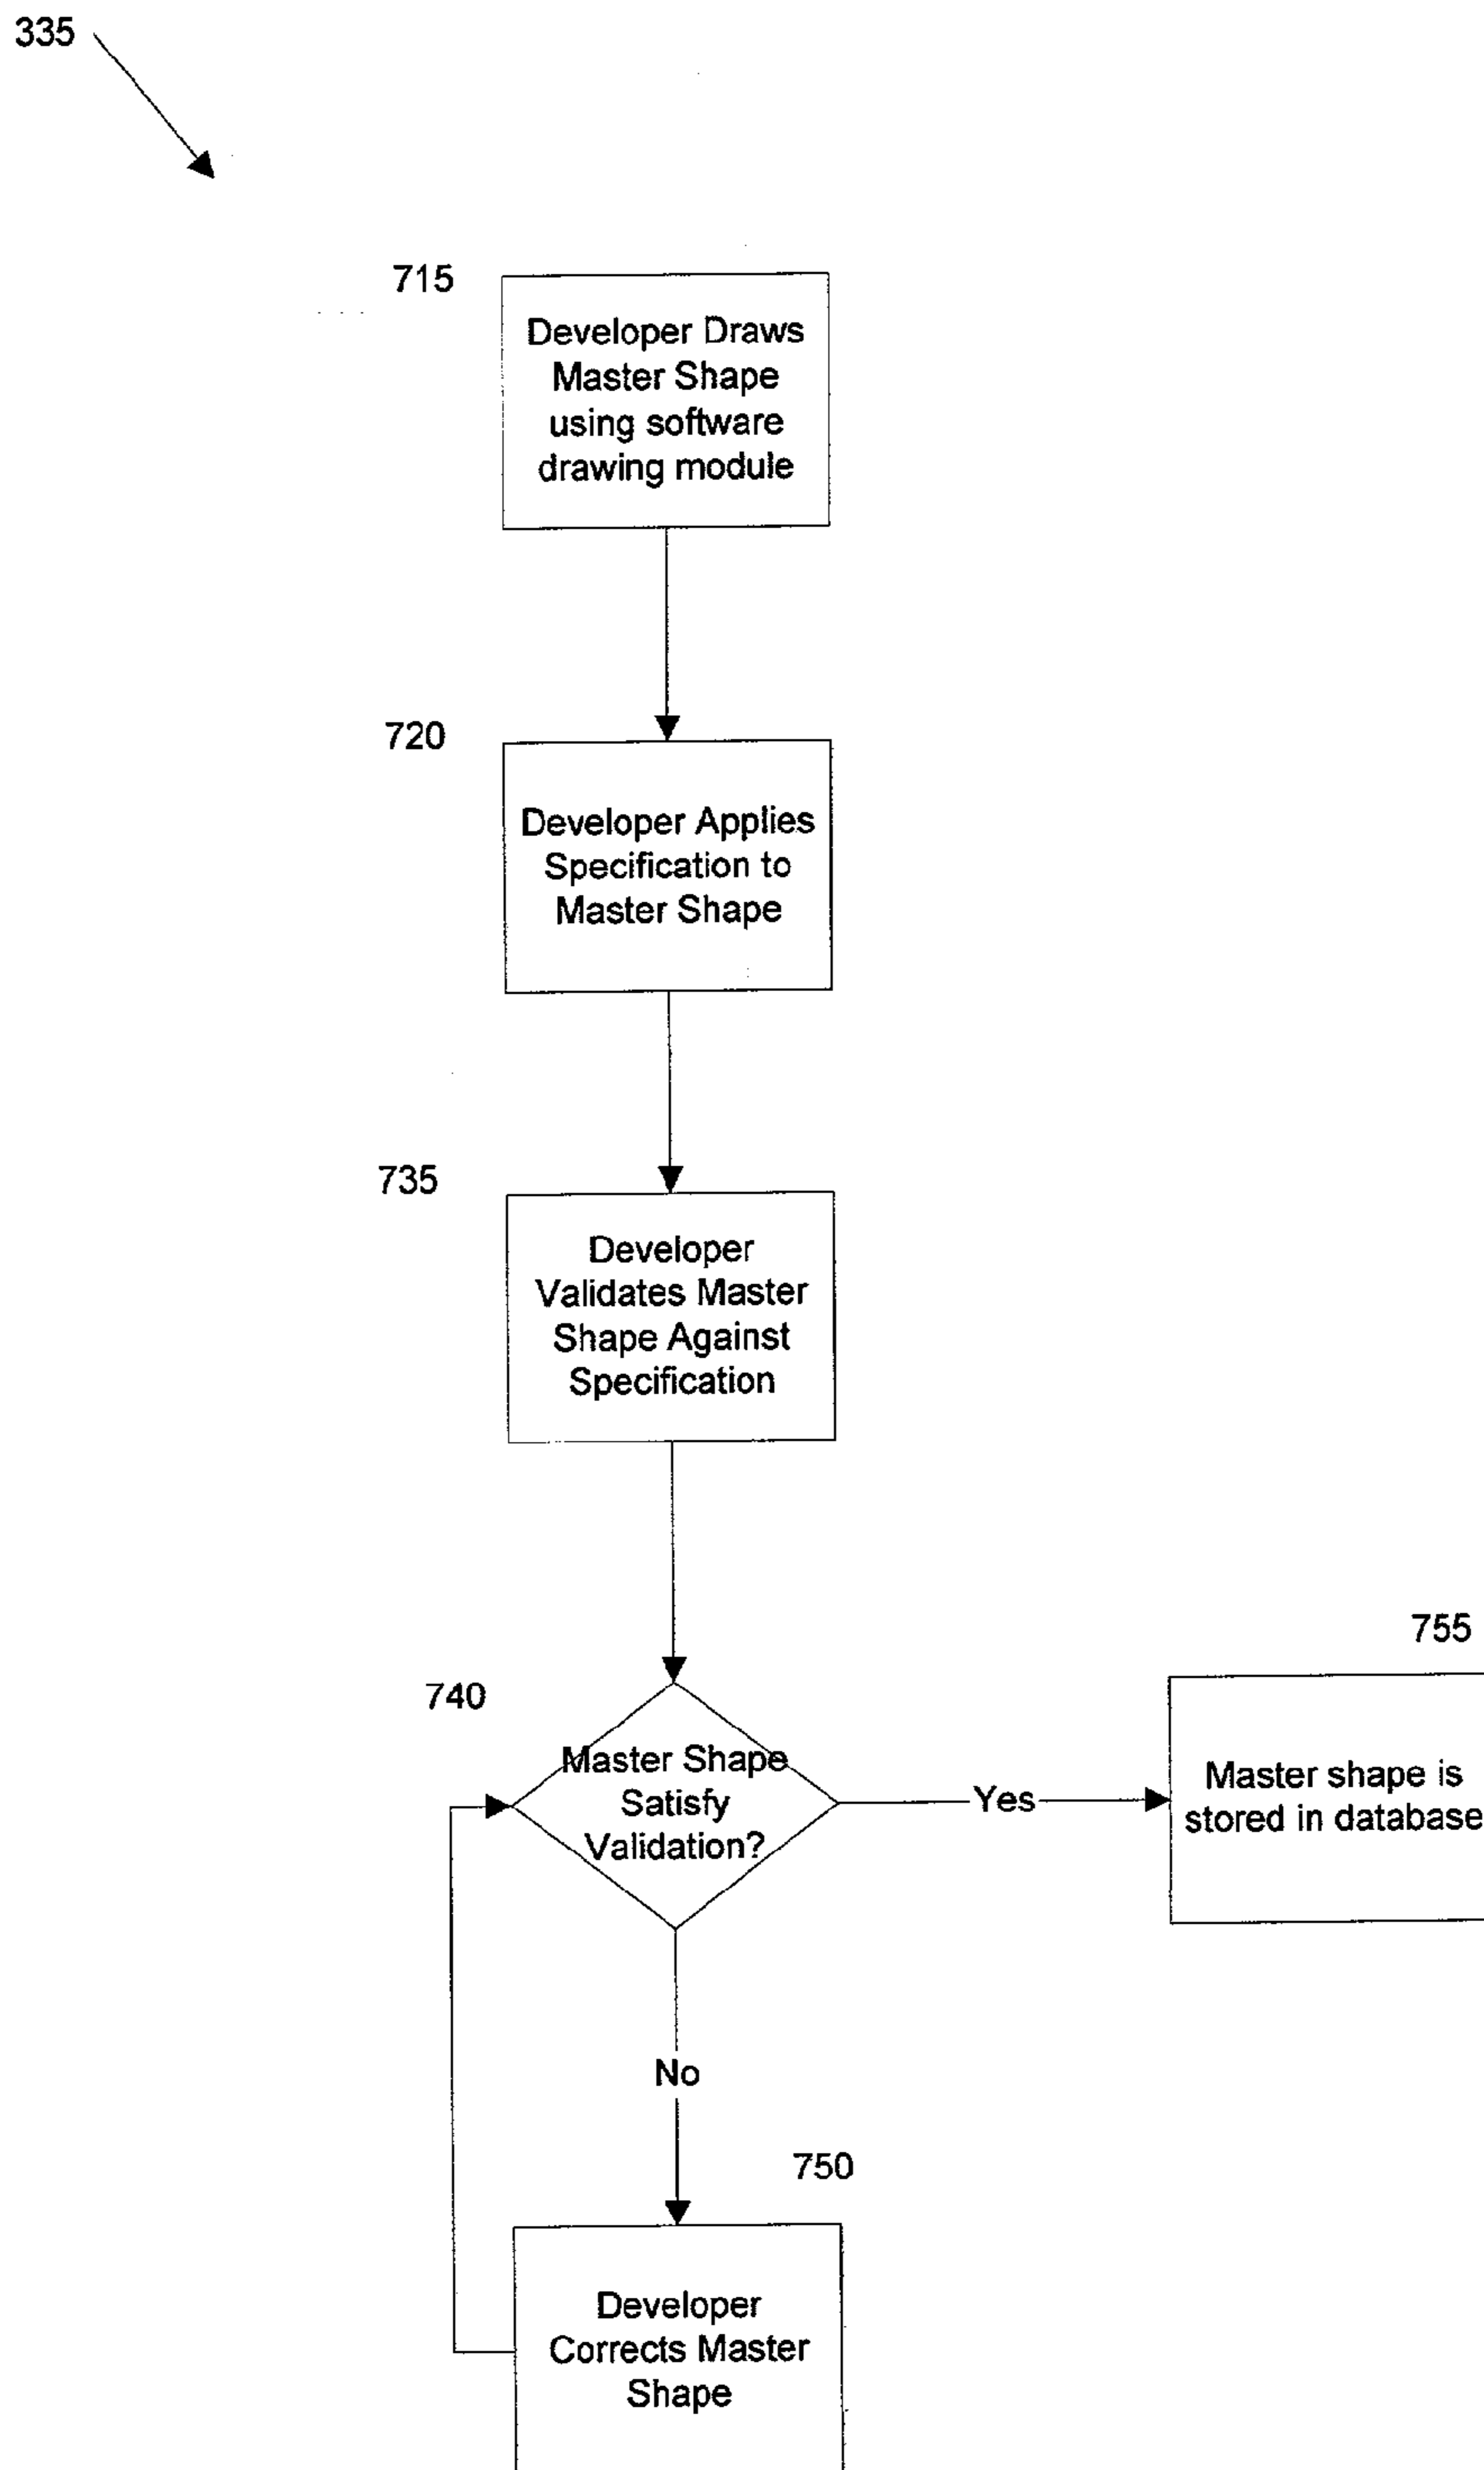 335
715
Developer Draws
Master Shape
using software
drawing module
720
Developer Applies
Specification to
Master Shape
735
Developer
Validates Master
Shape Against
Specification
740
Master Shape
Satisfy
Validation?
Yes
755
Master shape is
stored in database
No
750
Developer
Corrects Master
Shape